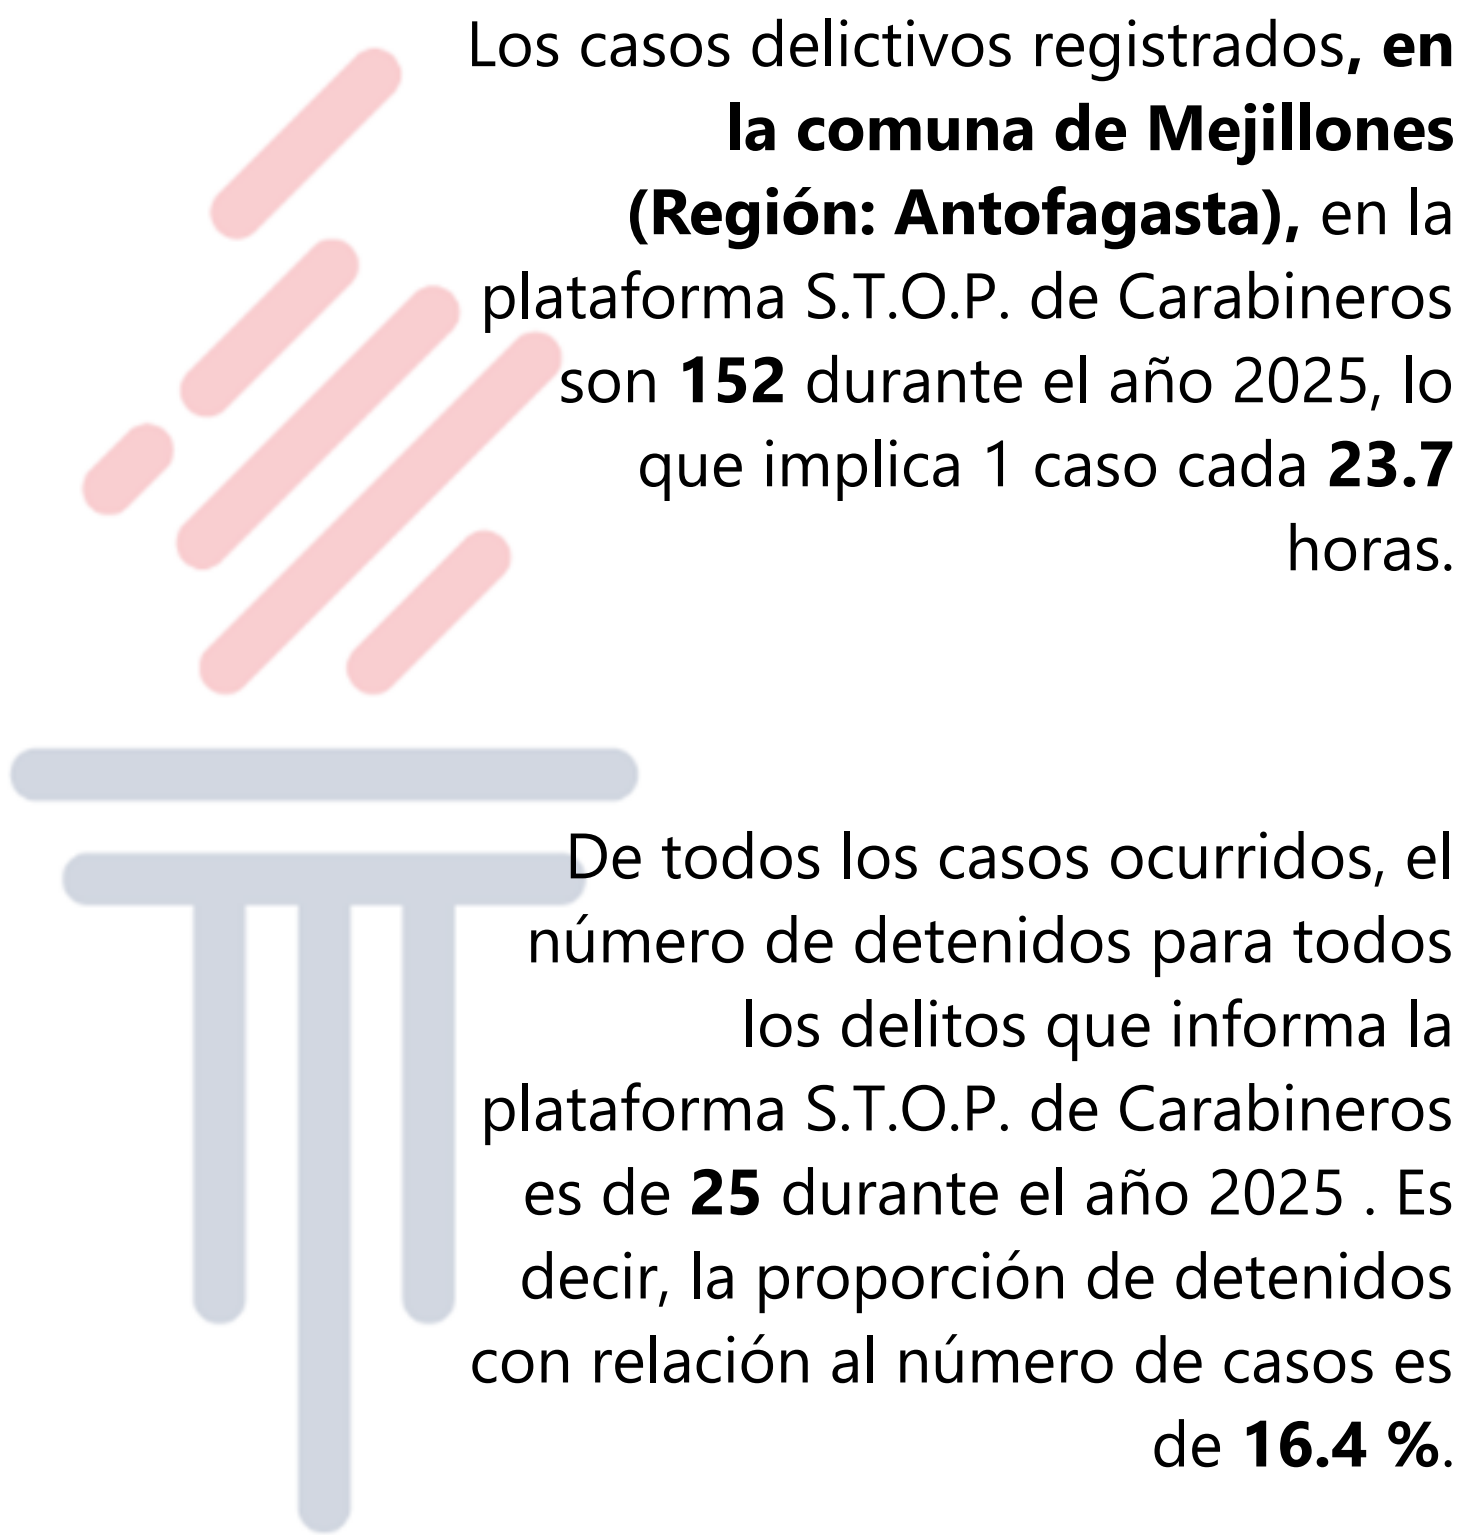 Los casos delictivos registrados, en
la comuna de Mejillones
(Región: Antofagasta), en la
plataforma S.T.O.P. de Carabineros
son 152 durante el año 2025, lo
que implica 1 caso cada 23.7
horas.
De todos los casos ocurridos, el
número de detenidos para todos
los delitos que informa la
plataforma S.T.O.P. de Carabineros
es de 25 durante el año 2025 . Es
decir, la proporción de detenidos
con relación al número de casos es
de 16.4 %.